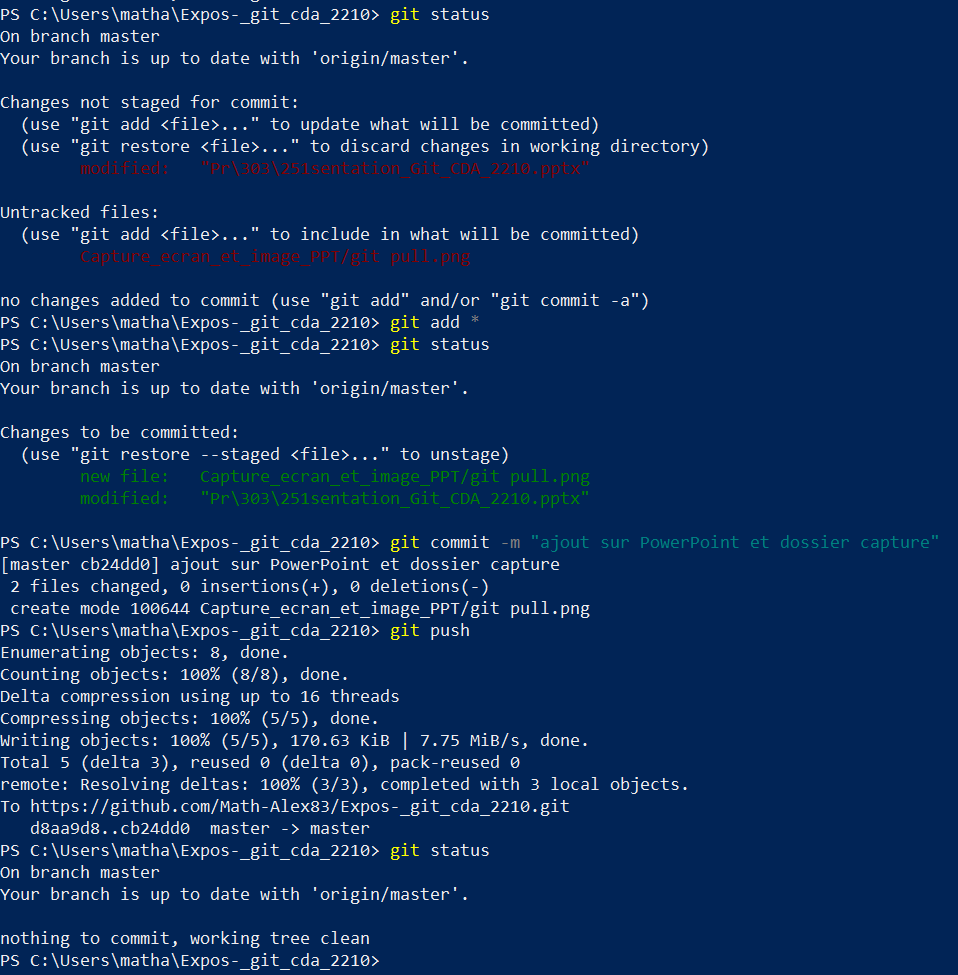 PS C:\Users\matha\Expos-_git_cda_2210> git status
On branch master
Your branch is up to date with 'origin/master'.
Changes not staged for commit:
(use "git add <file>..." to update what will be committed)
(use "git restore <file>..." to discard changes in working directory)
modified:   "Pr\303\251sentation_Git_CDA_2210.pptx"
Untracked files:
(use "git add <file>..." to include in what will be committed)
Capture_ecran_et_image_PPT/git pull.png
no changes added to commit (use "git add" and/or "git commit -a")
PS C:\Users\matha\Expos-_git_cda_2210> git add *
PS C:\Users\matha\Expos-_git_cda_2210> git status
On branch master
Your branch is up to date with 'origin/master'.
Changes to be committed:
(use "git restore --staged <file>..." to unstage)
new file:   Capture_ecran_et_image_PPT/git pull.png
modified:   "Pr\303\251sentation_Git_CDA_2210.pptx"
PS C:\Users\matha\Expos-_git_cda_2210> git commit -m "ajout sur PowerPoint et dossier capture"
[master cb24dd0] ajout sur PowerPoint et dossier capture
2 files changed, 0 insertions(+), 0 deletions(-)
create mode 100644 Capture_ecran_et_image_PPT/git pull.png
PS C:\Users\matha\Expos-_git_cda_2210> git push
Enumerating objects: 8, done.
Counting objects: 100% (8/8), done.
Delta compression using up to 16 threads
Compressing objects: 100% (5/5), done.
Writing objects: 100% (5/5), 170.63 KiB | 7.75 MiB/s, done.
Total 5 (delta 3), reused 0 (delta 0), pack-reused 0
remote: Resolving deltas: 100% (3/3), completed with 3 local objects.
To https://github.com/Math-Alex83/Expos-_git_cda_2210.git
d8aa9d8..cb24dd0  master -> master
PS C:\Users\matha\Expos-_git_cda_2210> git status
On branch master
Your branch is up to date with 'origin/master'.
nothing to commit, working tree clean
PS C:\Users\matha\Expos-_git_cda_2210>